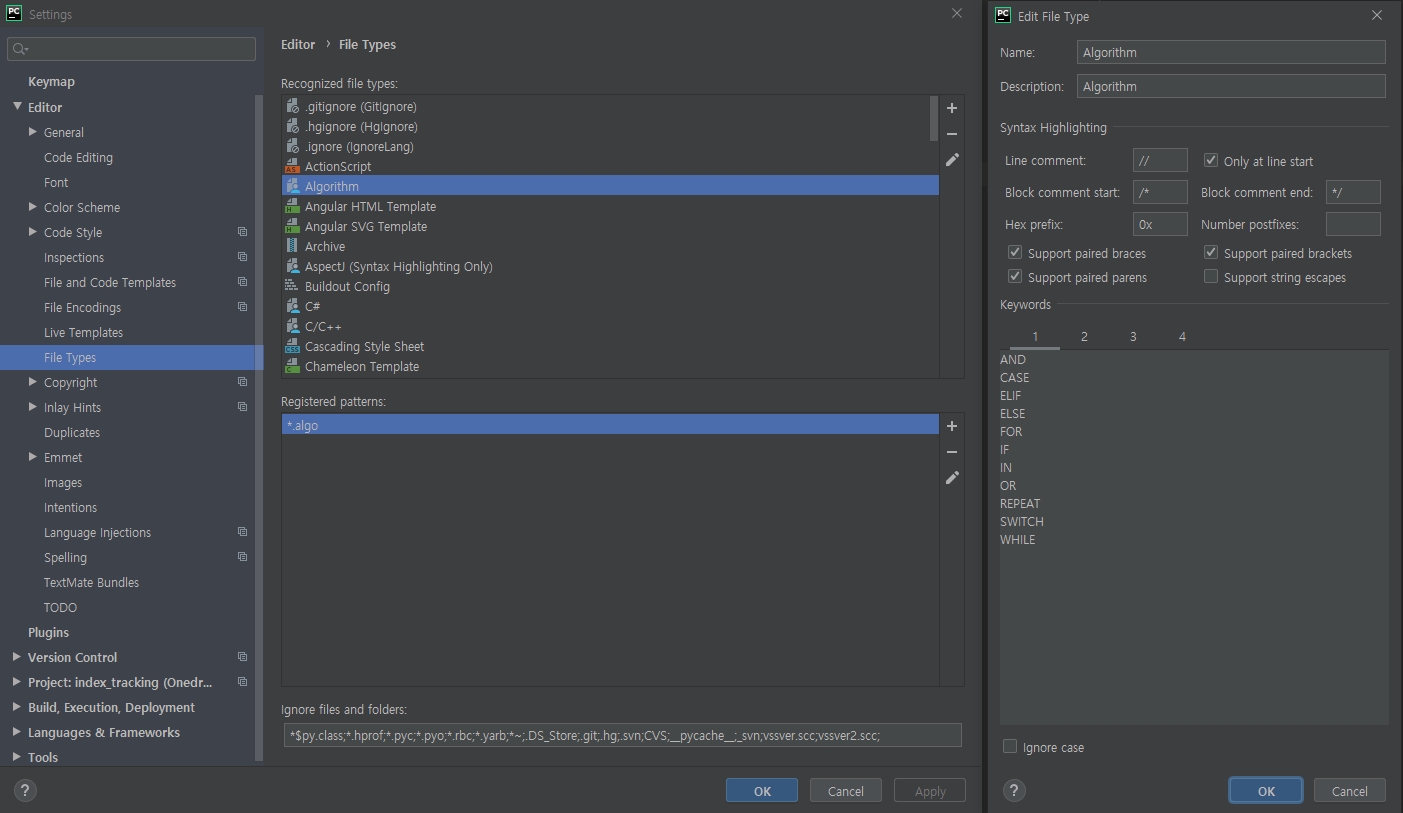 PC Settings
Keymap
Editor
General
Code Editing
Font
Color Scheme
Code Style
Inspections
File and Code Templates
File Encodings
Live Templates
File Types
Copyright
Inlay Hints
Duplicates
Emmet
Images
Intentions
Language Injections
Spelling
TextMate Bundles
TODO
Plugins
Version Control
Project: index_tracking (Onedr...
Build, Execution, Deployment
Languages & Frameworks
Tools
?
Editor › File Types
Recognized file types:
.gitignore (GitIgnore)
.hgignore (HgIgnore)
.ignore (IgnoreLang)
AS ActionScript
Algorithm
H Angular HTML Template
H Angular SVG Template
Archive
AspectJ (Syntax Highlighting Only)
Buildout Config
C#
C/C++
CSS Cascading Style Sheet
C Chameleon Template
Registered patterns:
*.algo
Ignore files and folders:
*$py.class;*.hprof;*.pyc;*.pyo;*.rbc;*.yarb;*~;.DS_Store;.git;.hg;.svn;CVS;__pycache__;_svn;vssver.scc;vssver2.scc;
OK Cancel Apply
PC Edit File Type
Name: Algorithm
Description: Algorithm
Syntax Highlighting
Line comment: // Only at line start
Block comment start: /* Block comment end: */
Hex prefix: 0x Number postfixes:
Support paired braces Support paired brackets
Support paired parens Support string escapes
Keywords
1 2 3 4
AND
CASE
ELIF
ELSE
FOR
IF
IN
OR
REPEAT
SWITCH
WHILE
Ignore case
? OK Cancel